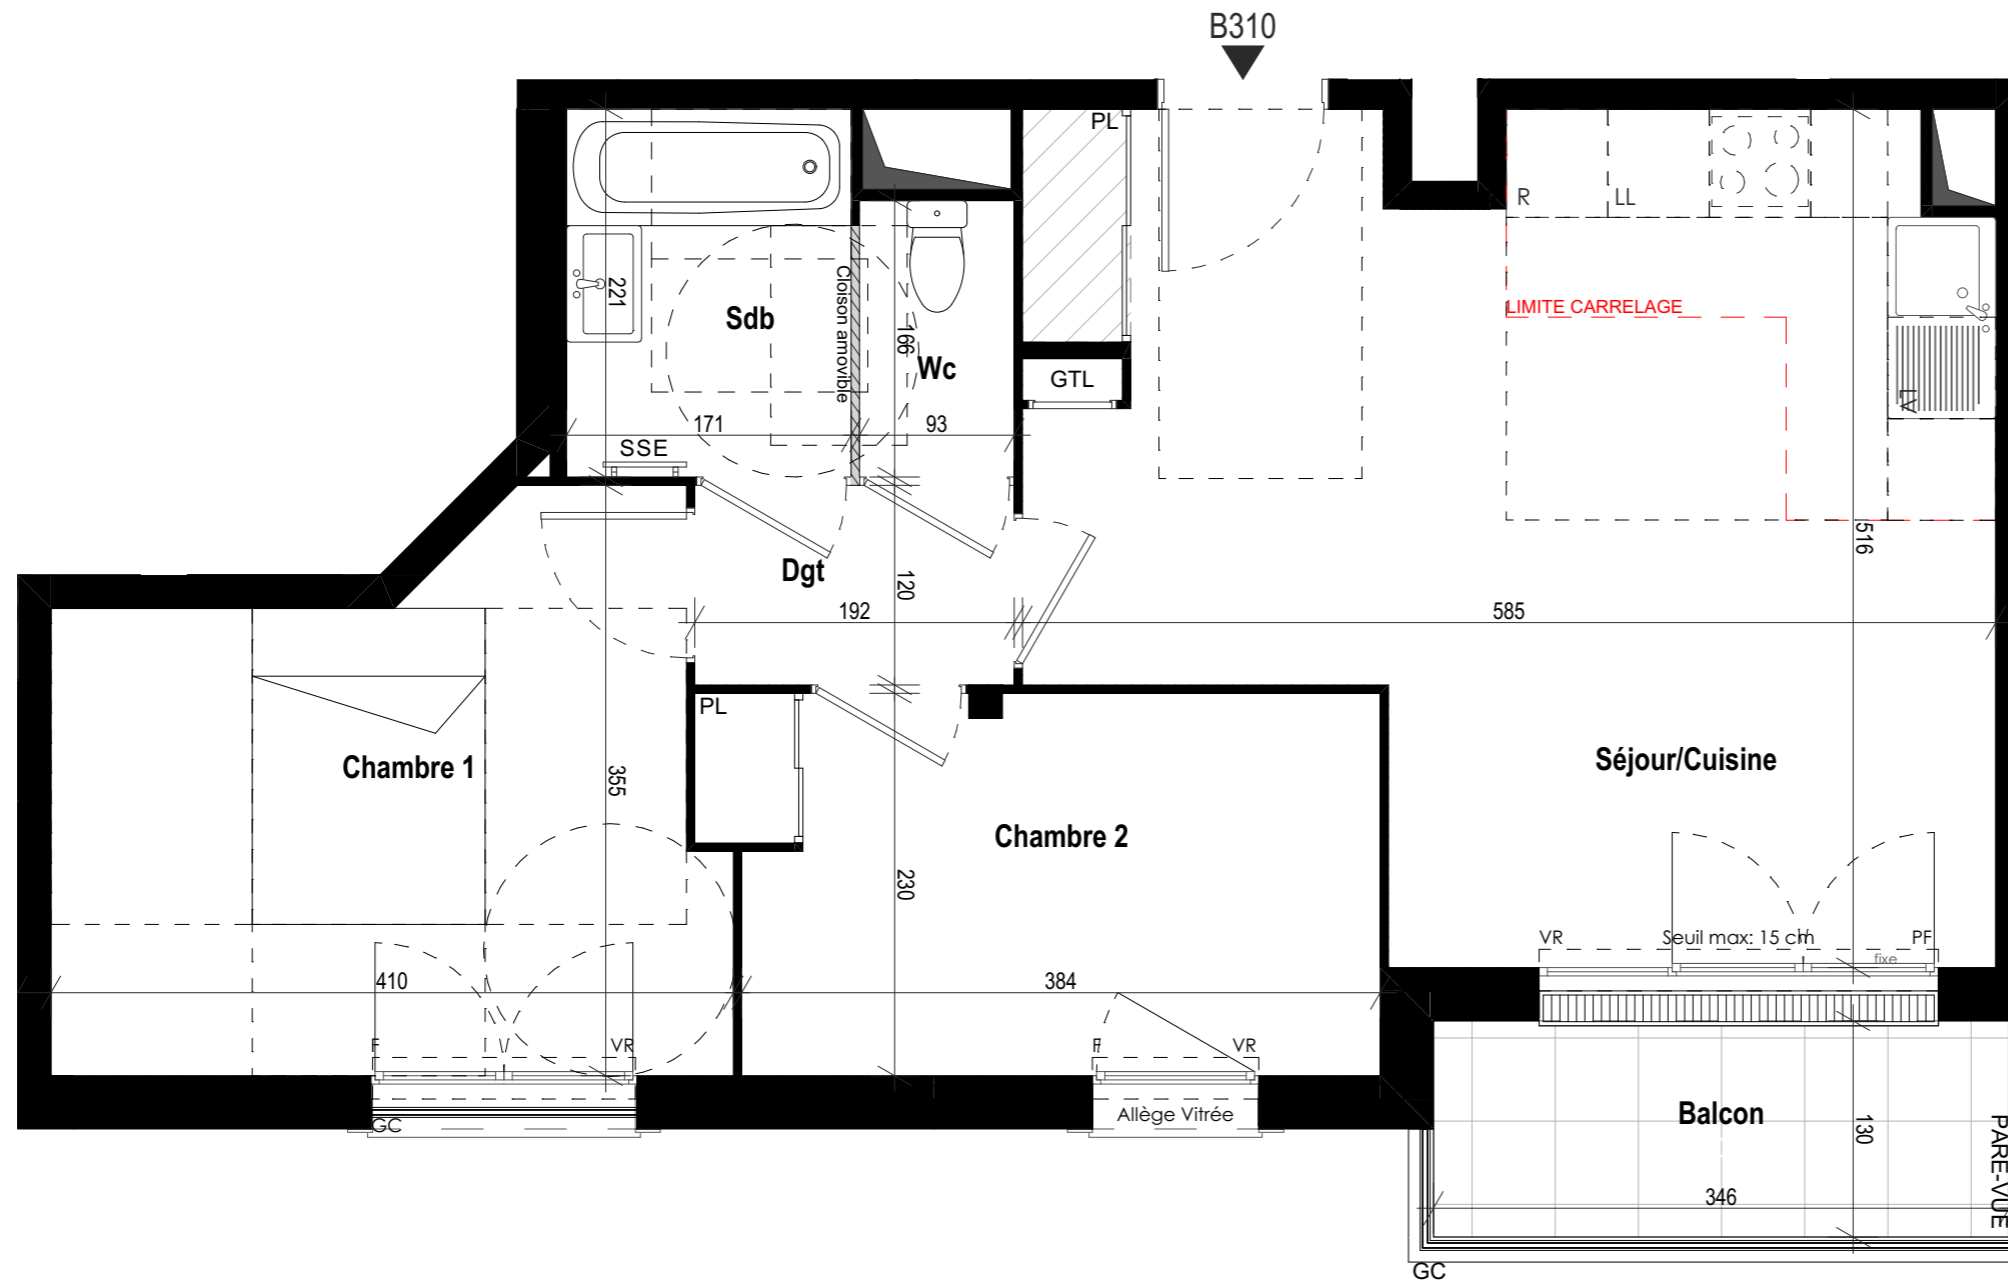 B310
PL
R
LL
221
Sdb
Cloison amovible
166
Wc
LIMITE CARRELAGE
GTL
LV
171
93
SSE
516
Dgt
120
192
585
PL
Chambre 1
355
Séjour/Cuisine
Chambre 2
230
VR
Seuil max: 15 cm
PF
fixe
410
384
F
VR
F
VR
GC
Allège Vitrée
Balcon
130
PARE-VUE
346
GC